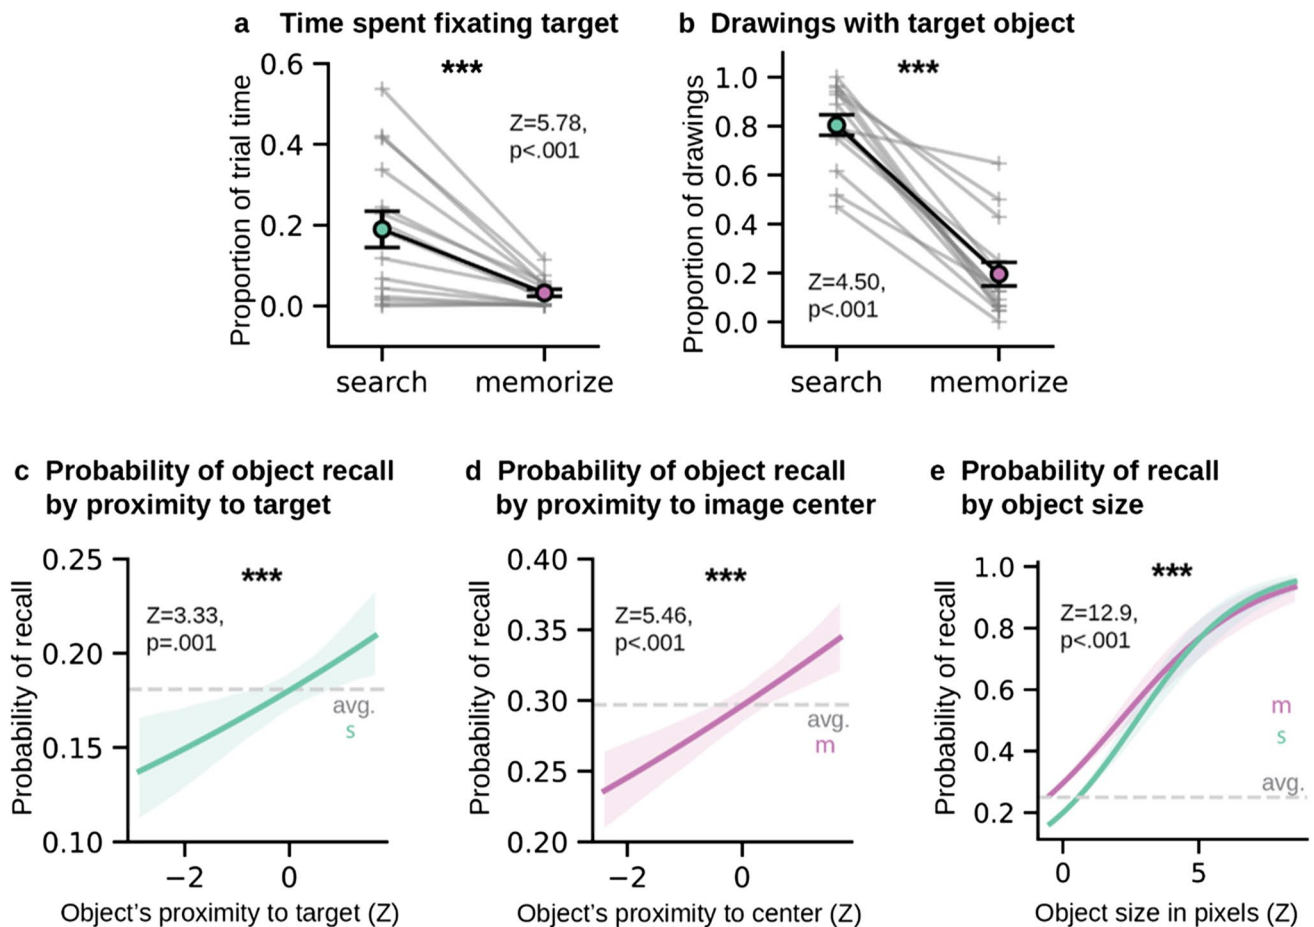 a Time spent fixating target
***
Z=5.78,
p<.001
Proportion of trial time
0.6
0.4
0.2
0.0
search memorize
b Drawings with target object
***
Z=4.50,
p<.001
Proportion of drawings
1.0
0.8
0.6
0.4
0.2
0.0
search memorize
c Probability of object recall
by proximity to target
***
Z=3.33,
p=.001
Probability of recall
0.25
0.20
0.15
0.10
avg.
s
−2 0
Object's proximity to target (Z)
d Probability of object recall
by proximity to image center
***
Z=5.46,
p<.001
Probability of recall
0.40
0.35
0.30
0.25
0.20
avg.
m
−2 0
Object's proximity to center (Z)
e Probability of recall
by object size
***
Z=12.9,
p<.001
Probability of recall
1.0
0.8
0.6
0.4
0.2
m
s
avg.
0 5
Object size in pixels (Z)